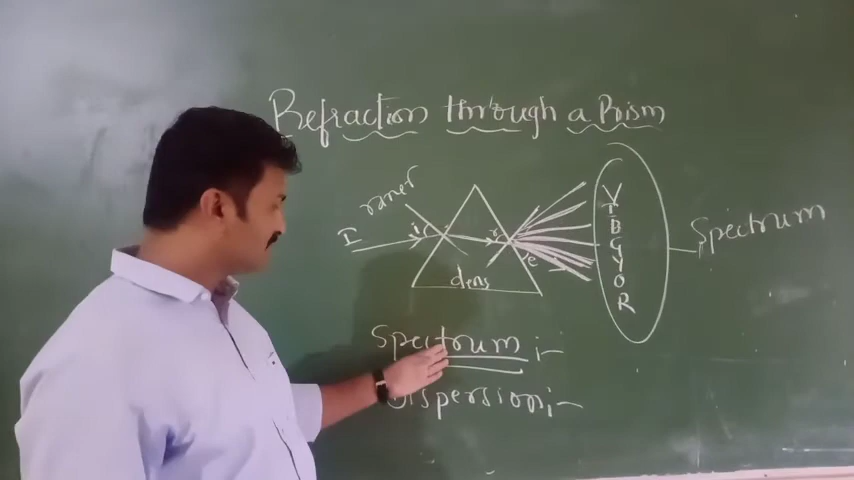 Refraction through a Prism
rarer
I
i
r
e
dens
V
I
B
G
Y
O
R
Spectrum
Spectrum :-
Dispersion :-